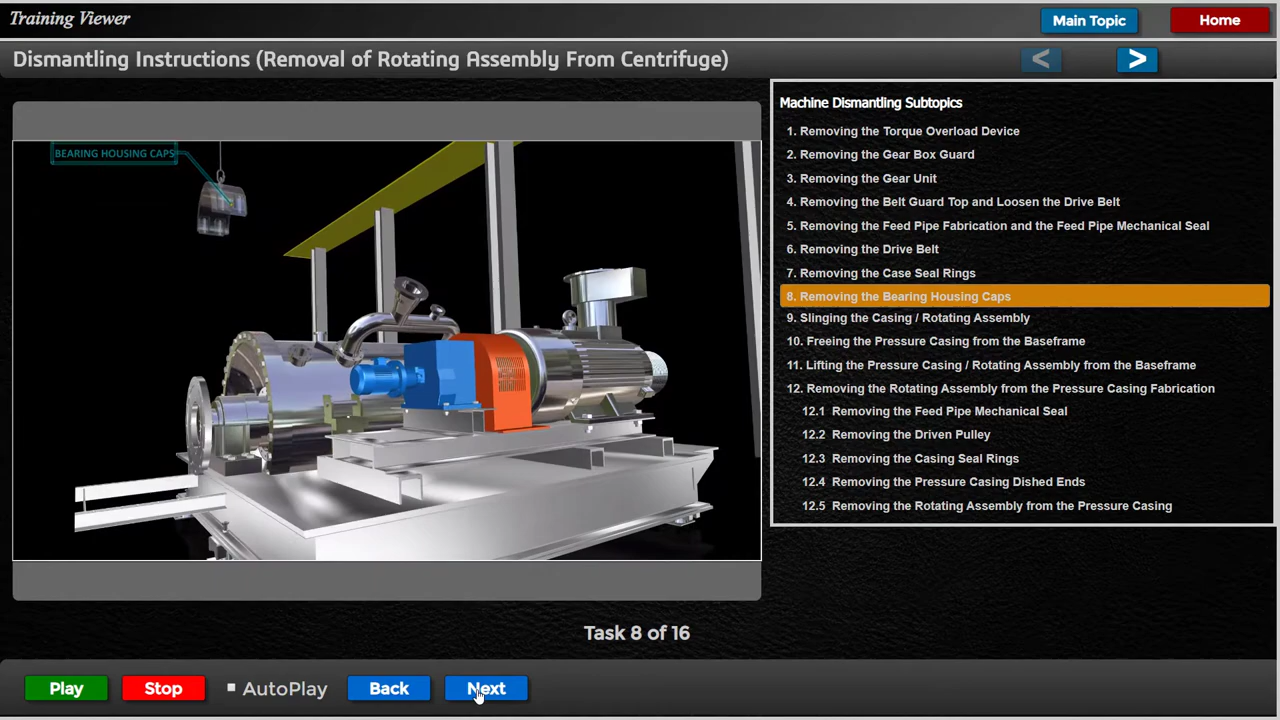 Training Viewer
Main Topic
Home
Dismantling Instructions (Removal of Rotating Assembly From Centrifuge)
<
>
BEARING HOUSING CAPS
Machine Dismantling Subtopics
1. Removing the Torque Overload Device
2. Removing the Gear Box Guard
3. Removing the Gear Unit
4. Removing the Belt Guard Top and Loosen the Drive Belt
5. Removing the Feed Pipe Fabrication and the Feed Pipe Mechanical Seal
6. Removing the Drive Belt
7. Removing the Case Seal Rings
8. Removing the Bearing Housing Caps
9. Slinging the Casing / Rotating Assembly
10. Freeing the Pressure Casing from the Baseframe
11. Lifting the Pressure Casing / Rotating Assembly from the Baseframe
12. Removing the Rotating Assembly from the Pressure Casing Fabrication
12.1 Removing the Feed Pipe Mechanical Seal
12.2 Removing the Driven Pulley
12.3 Removing the Casing Seal Rings
12.4 Removing the Pressure Casing Dished Ends
12.5 Removing the Rotating Assembly from the Pressure Casing
Task 8 of 16
Play
Stop
AutoPlay
Back
Next